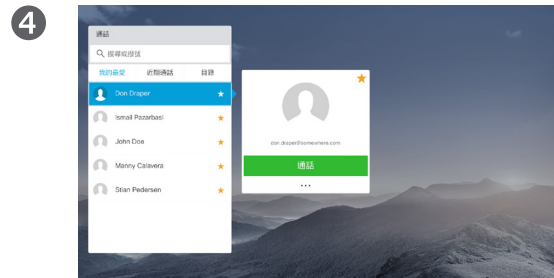 4
通話
搜尋或撥號
我的最愛 近期通話 目錄
Don Draper
Ismail Pazarbasi
John Doe
Manny Calavera
Stian Pedersen
don.draper@somewhere.com
通話
...